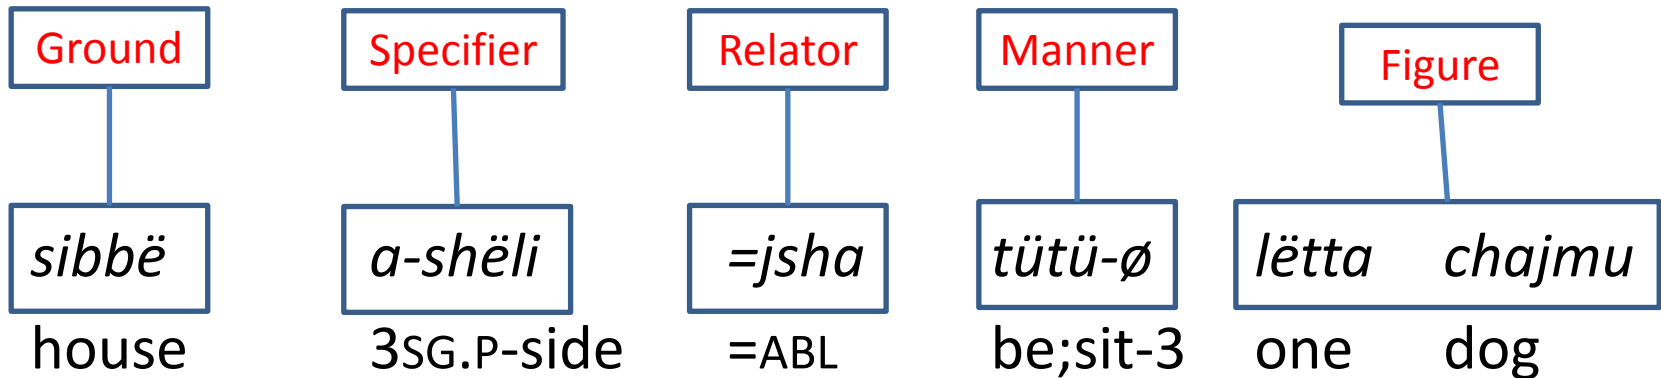 Ground Specifier Relator Manner Figure
sibbë a-shëli =jsha tütü-ø lëtta chajmu
house 3SG.P-side =ABL be;sit-3 one dog